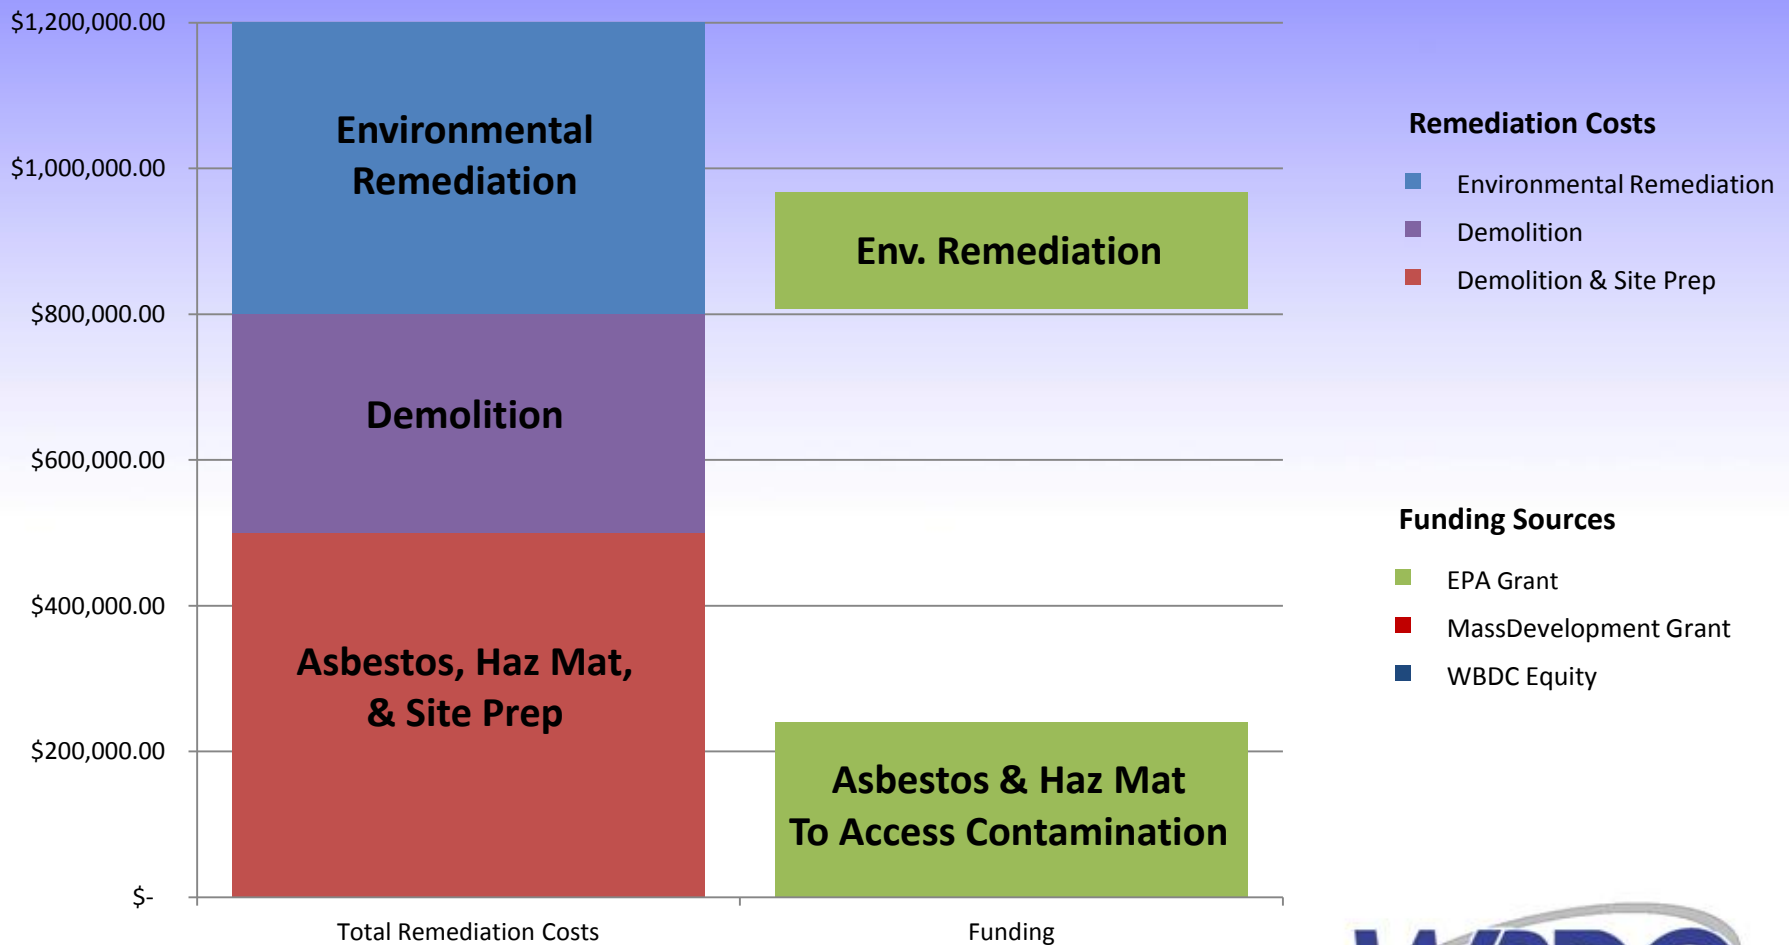 $1,200,000.00
$1,000,000.00
$800,000.00
$600,000.00
$400,000.00
$200,000.00
$-
Environmental
Remediation
Demolition
Asbestos, Haz Mat,
& Site Prep
Env. Remediation
Asbestos & Haz Mat
To Access Contamination
Total Remediation Costs
Funding
Remediation Costs
Environmental Remediation
Demolition
Demolition & Site Prep
Funding Sources
EPA Grant
MassDevelopment Grant
WBDC Equity
WBDC